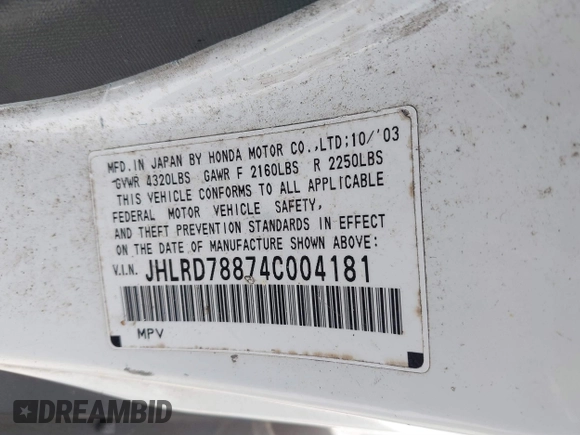 MFD. IN JAPAN BY HONDA MOTOR CO.,LTD;10/'03
GVWR 4320LBS GAWR F 2160LBS R 2250LBS
THIS VEHICLE CONFORMS TO ALL APPLICABLE
FEDERAL MOTOR VEHICLE SAFETY,
AND THEFT PREVENTION STANDARDS IN EFFECT
ON THE DATE OF MANUFACTURE SHOWN ABOVE:
V.I.N. JHLRD78874C004181
MPV
DREAMBID